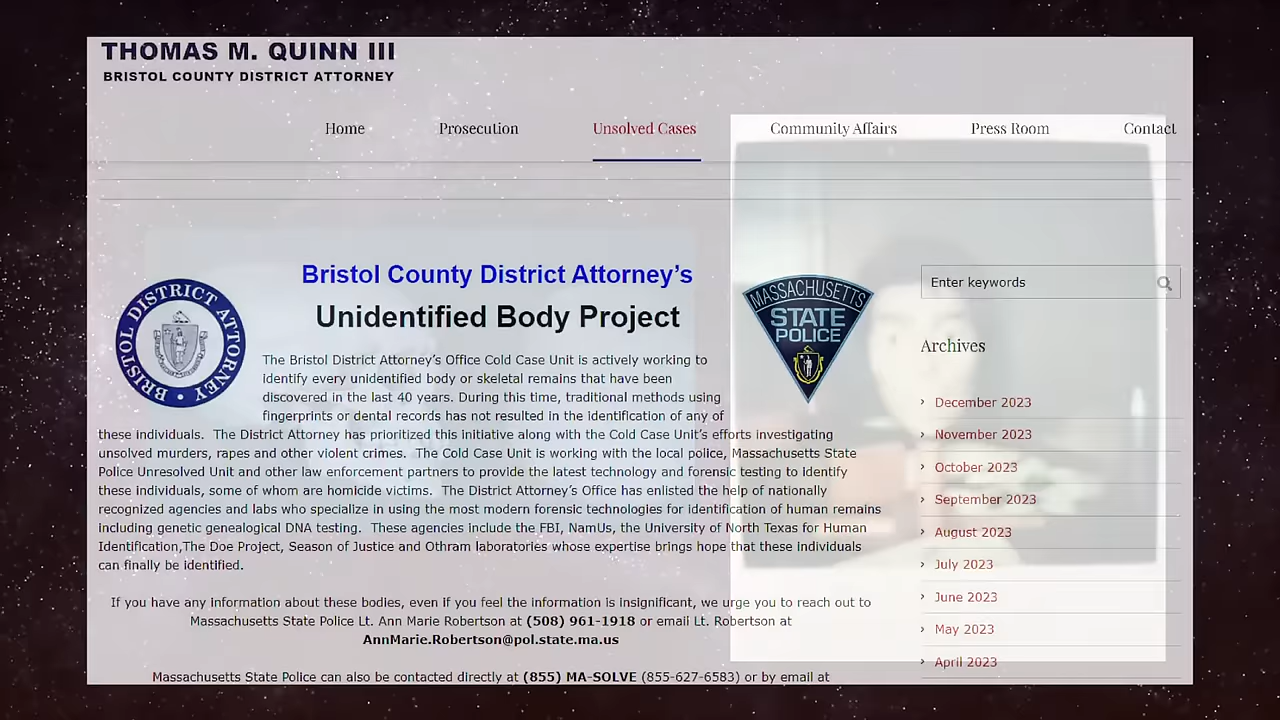 THOMAS M. QUINN III
BRISTOL COUNTY DISTRICT ATTORNEY
Home Prosecution Unsolved Cases Community Affairs Press Room Contact
Bristol County District Attorney’s
Unidentified Body Project
BRISTOL DISTRICT ATTORNEY
MASSACHUSETTS
STATE
POLICE
The Bristol District Attorney’s Office Cold Case Unit is actively working to
identify every unidentified body or skeletal remains that have been
discovered in the last 40 years. During this time, traditional methods using
fingerprints or dental records has not resulted in the identification of any of
these individuals. The District Attorney has prioritized this initiative along with the Cold Case Unit’s efforts investigating
unsolved murders, rapes and other violent crimes. The Cold Case Unit is working with the local police, Massachusetts State
Police Unresolved Unit and other law enforcement partners to provide the latest technology and forensic testing to identify
these individuals, some of whom are homicide victims. The District Attorney’s Office has enlisted the help of nationally
recognized agencies and labs who specialize in using the most modern forensic technologies for identification of human remains
including genetic genealogical DNA testing. These agencies include the FBI, NamUs, the University of North Texas for Human
Identification,The Doe Project, Season of Justice and Othram laboratories whose expertise brings hope that these individuals
can finally be identified.
If you have any information about these bodies, even if you feel the information is insignificant, we urge you to reach out to
Massachusetts State Police Lt. Ann Marie Robertson at (508) 961-1918 or email Lt. Robertson at
AnnMarie.Robertson@pol.state.ma.us
Massachusetts State Police can also be contacted directly at (855) MA-SOLVE (855-627-6583) or by email at
Enter keywords
Archives
December 2023
November 2023
October 2023
September 2023
August 2023
July 2023
June 2023
May 2023
April 2023